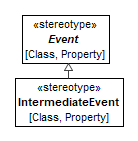 «stereotype»
Event
[Class, Property]
«stereotype»
IntermediateEvent
[Class, Property]